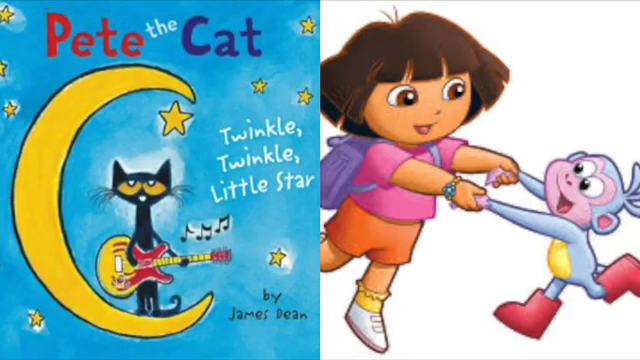 Pete the Cat
Twinkle,
Twinkle,
Little Star
by
James Dean